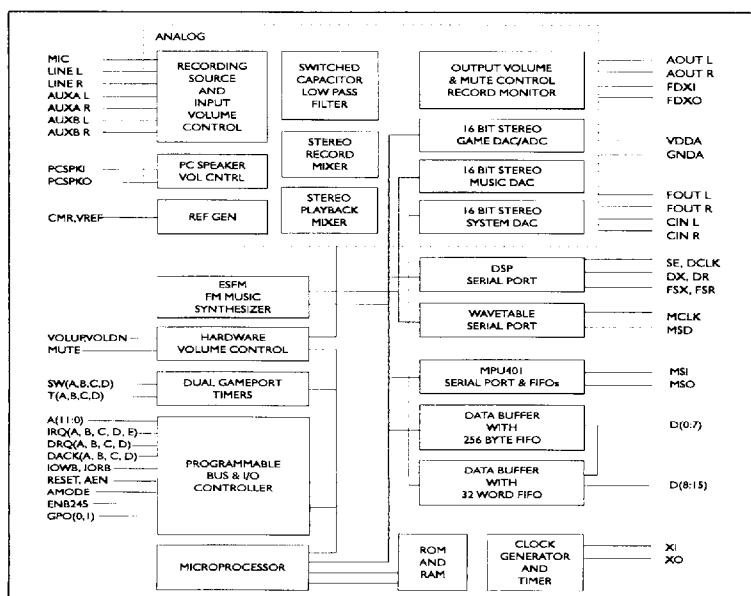 ANALOG
MIC
LINE L
LINE R
AUXA L
AUXA R
AUXB L
AUXB R
RECORDING
SOURCE
AND
INPUT
VOLUME
CONTROL
SWITCHED
CAPACITOR
LOW PASS
FILTER
OUTPUT VOLUME
& MUTE CONTROL
RECORD MONITOR
AOUT L
AOUT R
FDXI
FDXO
16 BIT STEREO
GAME DAC/ADC
VDDA
GNDA
STEREO
RECORD
MIXER
PCSPKI
PCSPKO
PC SPEAKER
VOL CNTRL
16 BIT STEREO
MUSIC DAC
FOUT L
FOUT R
CIN L
CIN R
CMR,VREF
REF GEN
STEREO
PLAYBACK
MIXER
16 BIT STEREO
SYSTEM DAC
ESFM
FM MUSIC
SYNTHESIZER
DSP
SERIAL PORT
SE, DCLK
DX, DR
FSX, FSR
VOLUP,VOLDN
MUTE
HARDWARE
VOLUME CONTROL
WAVETABLE
SERIAL PORT
MCLK
MSD
SW(A,B,C,D)
T(A,B,C,D)
DUAL GAMEPORT
TIMERS
MPU401
SERIAL PORT & FIFOs
MSI
MSO
A(11:0)
IRQ(A, B, C, D, E)
DRQ(A, B, C, D)
DACK(A, B, C, D)
IOWB, IORB
RESET, AEN
AMODE
ENB245
GPO(0,1)
PROGRAMMABLE
BUS & I/O
CONTROLLER
DATA BUFFER
WITH
256 BYTE FIFO
D(0:7)
DATA BUFFER
WITH
32 WORD FIFO
D(8:15)
MICROPROCESSOR
ROM
AND
RAM
CLOCK
GENERATOR
AND
TIMER
XI
XO